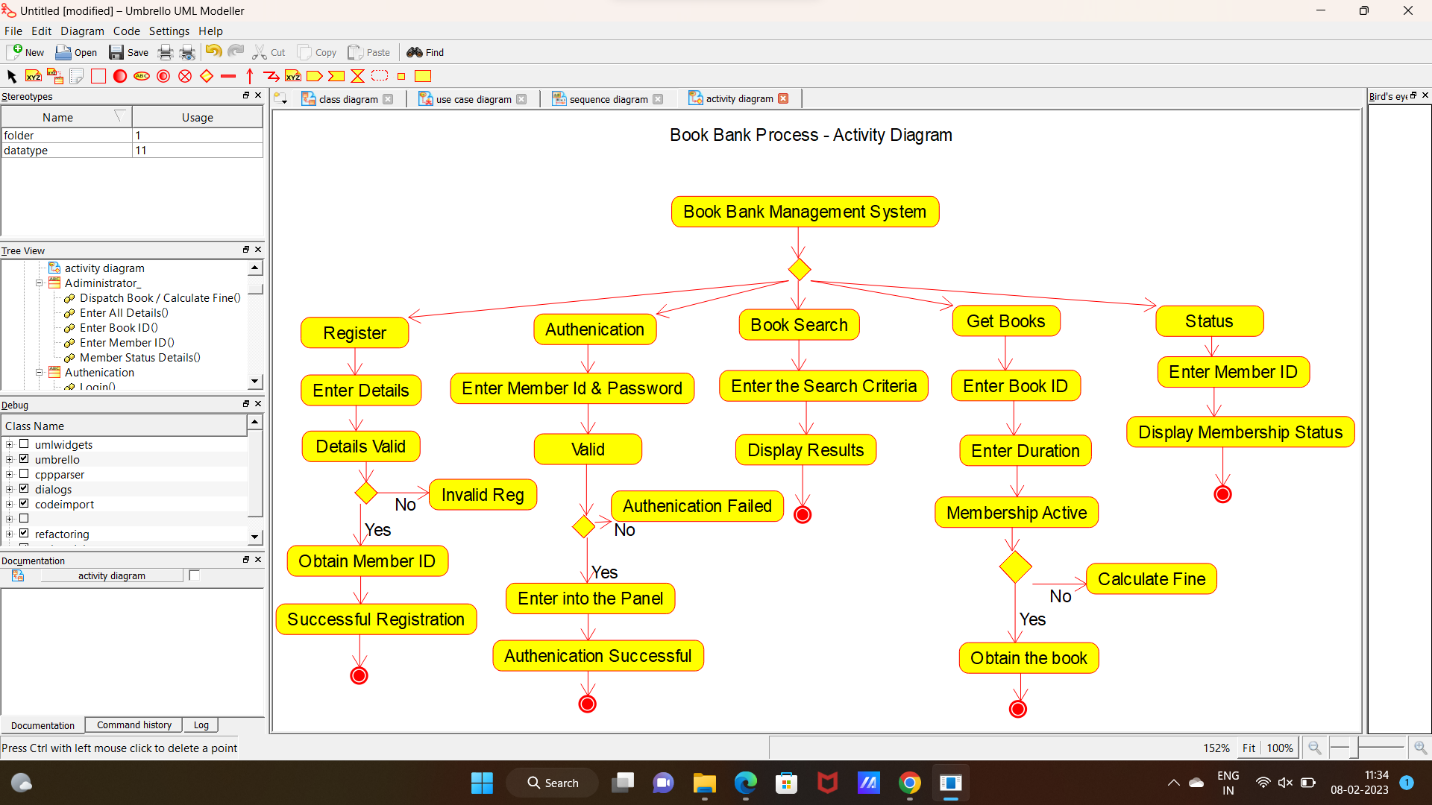 Untitled [modified] – Umbrello UML Modeller
File Edit Diagram Code Settings Help
New Open Save Cut Copy Paste Find
XYZ ABC XYZ
Stereotypes
Name Usage
folder 1
datatype 11
Tree View
activity diagram
Administrator_
Dispatch Book / Calculate Fine()
Enter All Details()
Enter Book ID()
Enter Member ID()
Member Status Details()
Authenication
Login()
Debug
Class Name
umlwidgets
umbrello
cppparser
dialogs
codeimport
refactoring
Documentation
activity diagram
Documentation Command history Log
Press Ctrl with left mouse click to delete a point
class diagram use case diagram sequence diagram activity diagram
Bird's eye
Book Bank Process - Activity Diagram
Book Bank Management System
Register
Enter Details
Details Valid
No
Invalid Reg
Yes
Obtain Member ID
Successful Registration
Authenication
Enter Member Id & Password
Valid
Authenication Failed
No
Yes
Enter into the Panel
Authenication Successful
Book Search
Enter the Search Criteria
Display Results
Get Books
Enter Book ID
Enter Duration
Membership Active
Calculate Fine
No
Yes
Obtain the book
Status
Enter Member ID
Display Membership Status
152% Fit 100%
Search
ENG
IN
11:34
08-02-2023
1